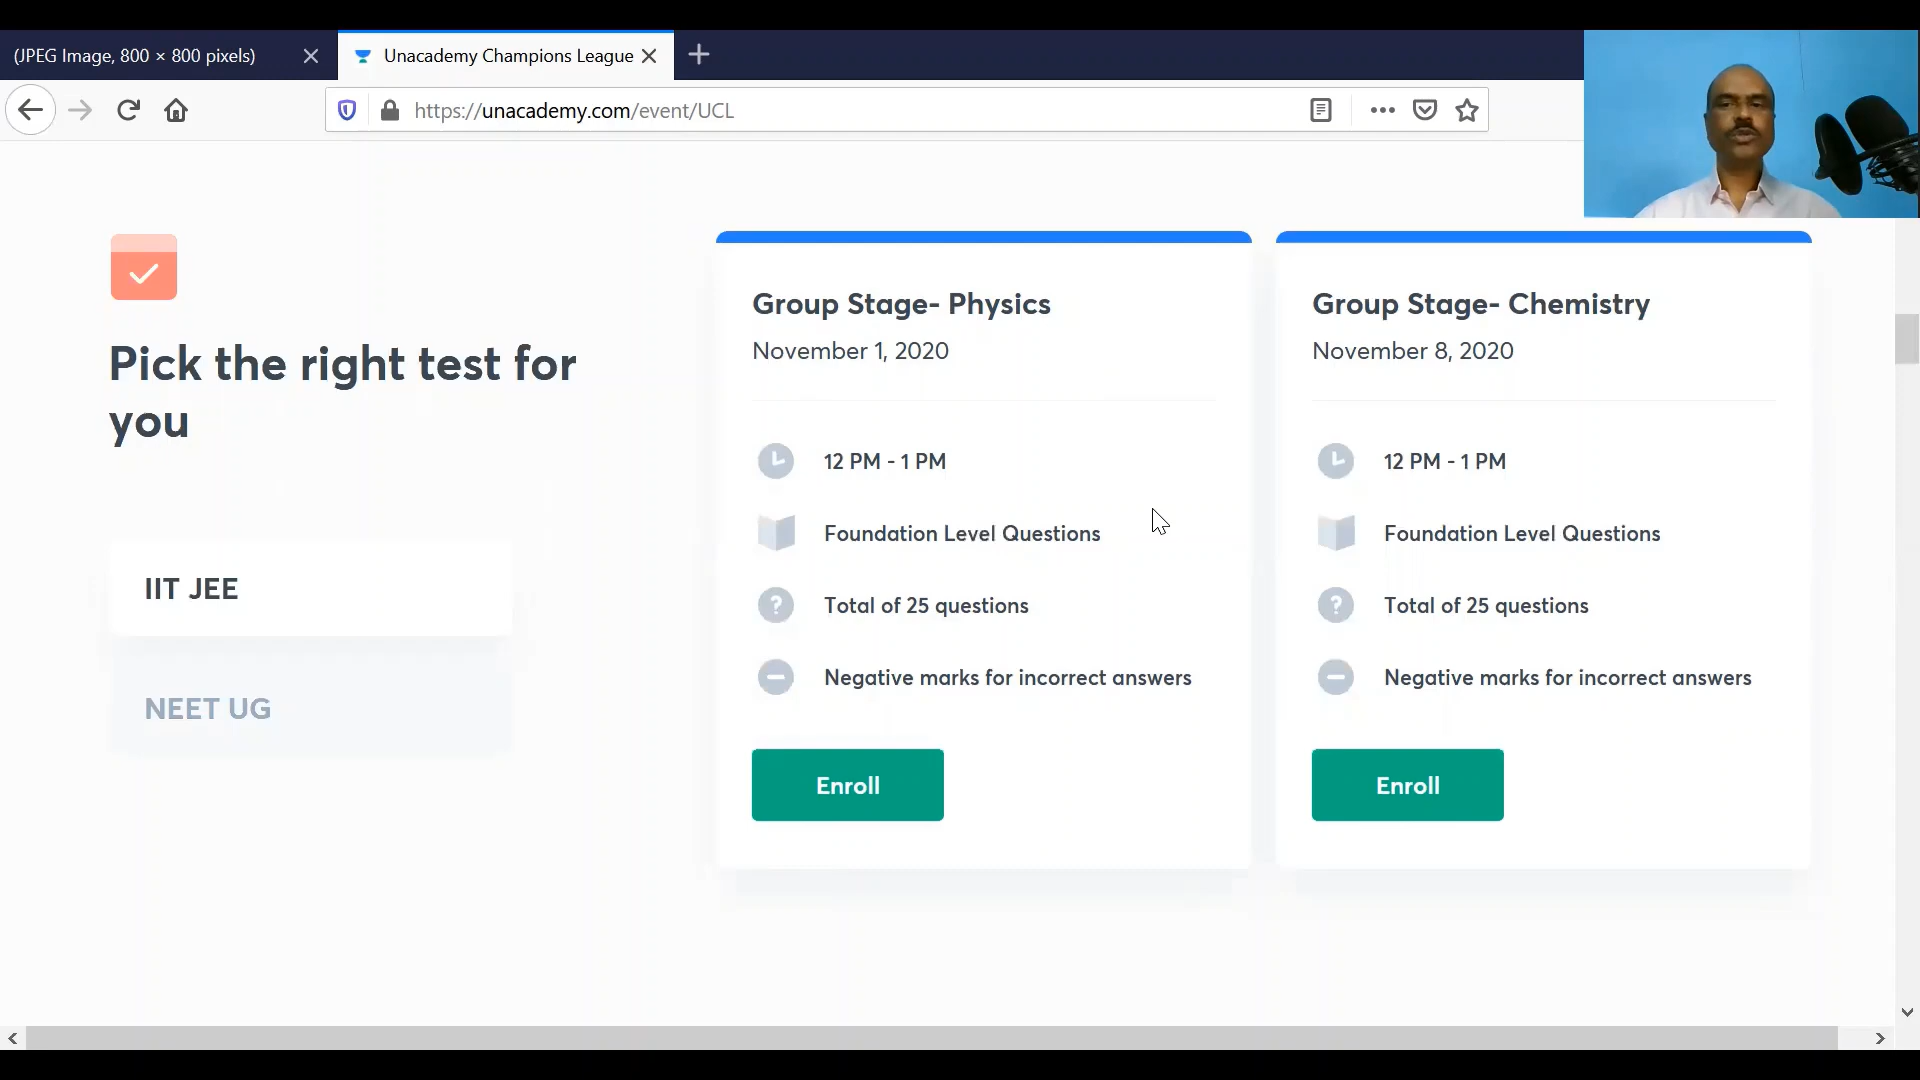 (JPEG Image, 800 × 800 pixels)
Unacademy Champions League
https://unacademy.com/event/UCL
Pick the right test for
you
IIT JEE
NEET UG
Group Stage- Physics
November 1, 2020
12 PM - 1 PM
Foundation Level Questions
Total of 25 questions
Negative marks for incorrect answers
Enroll
Group Stage- Chemistry
November 8, 2020
12 PM - 1 PM
Foundation Level Questions
Total of 25 questions
Negative marks for incorrect answers
Enroll